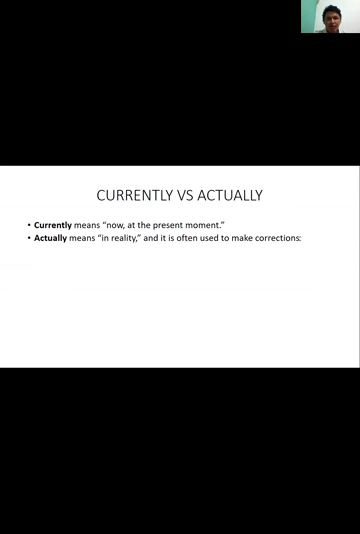 CURRENTLY VS ACTUALLY
• Currently means “now, at the present moment.”
• Actually means “in reality,” and it is often used to make corrections: